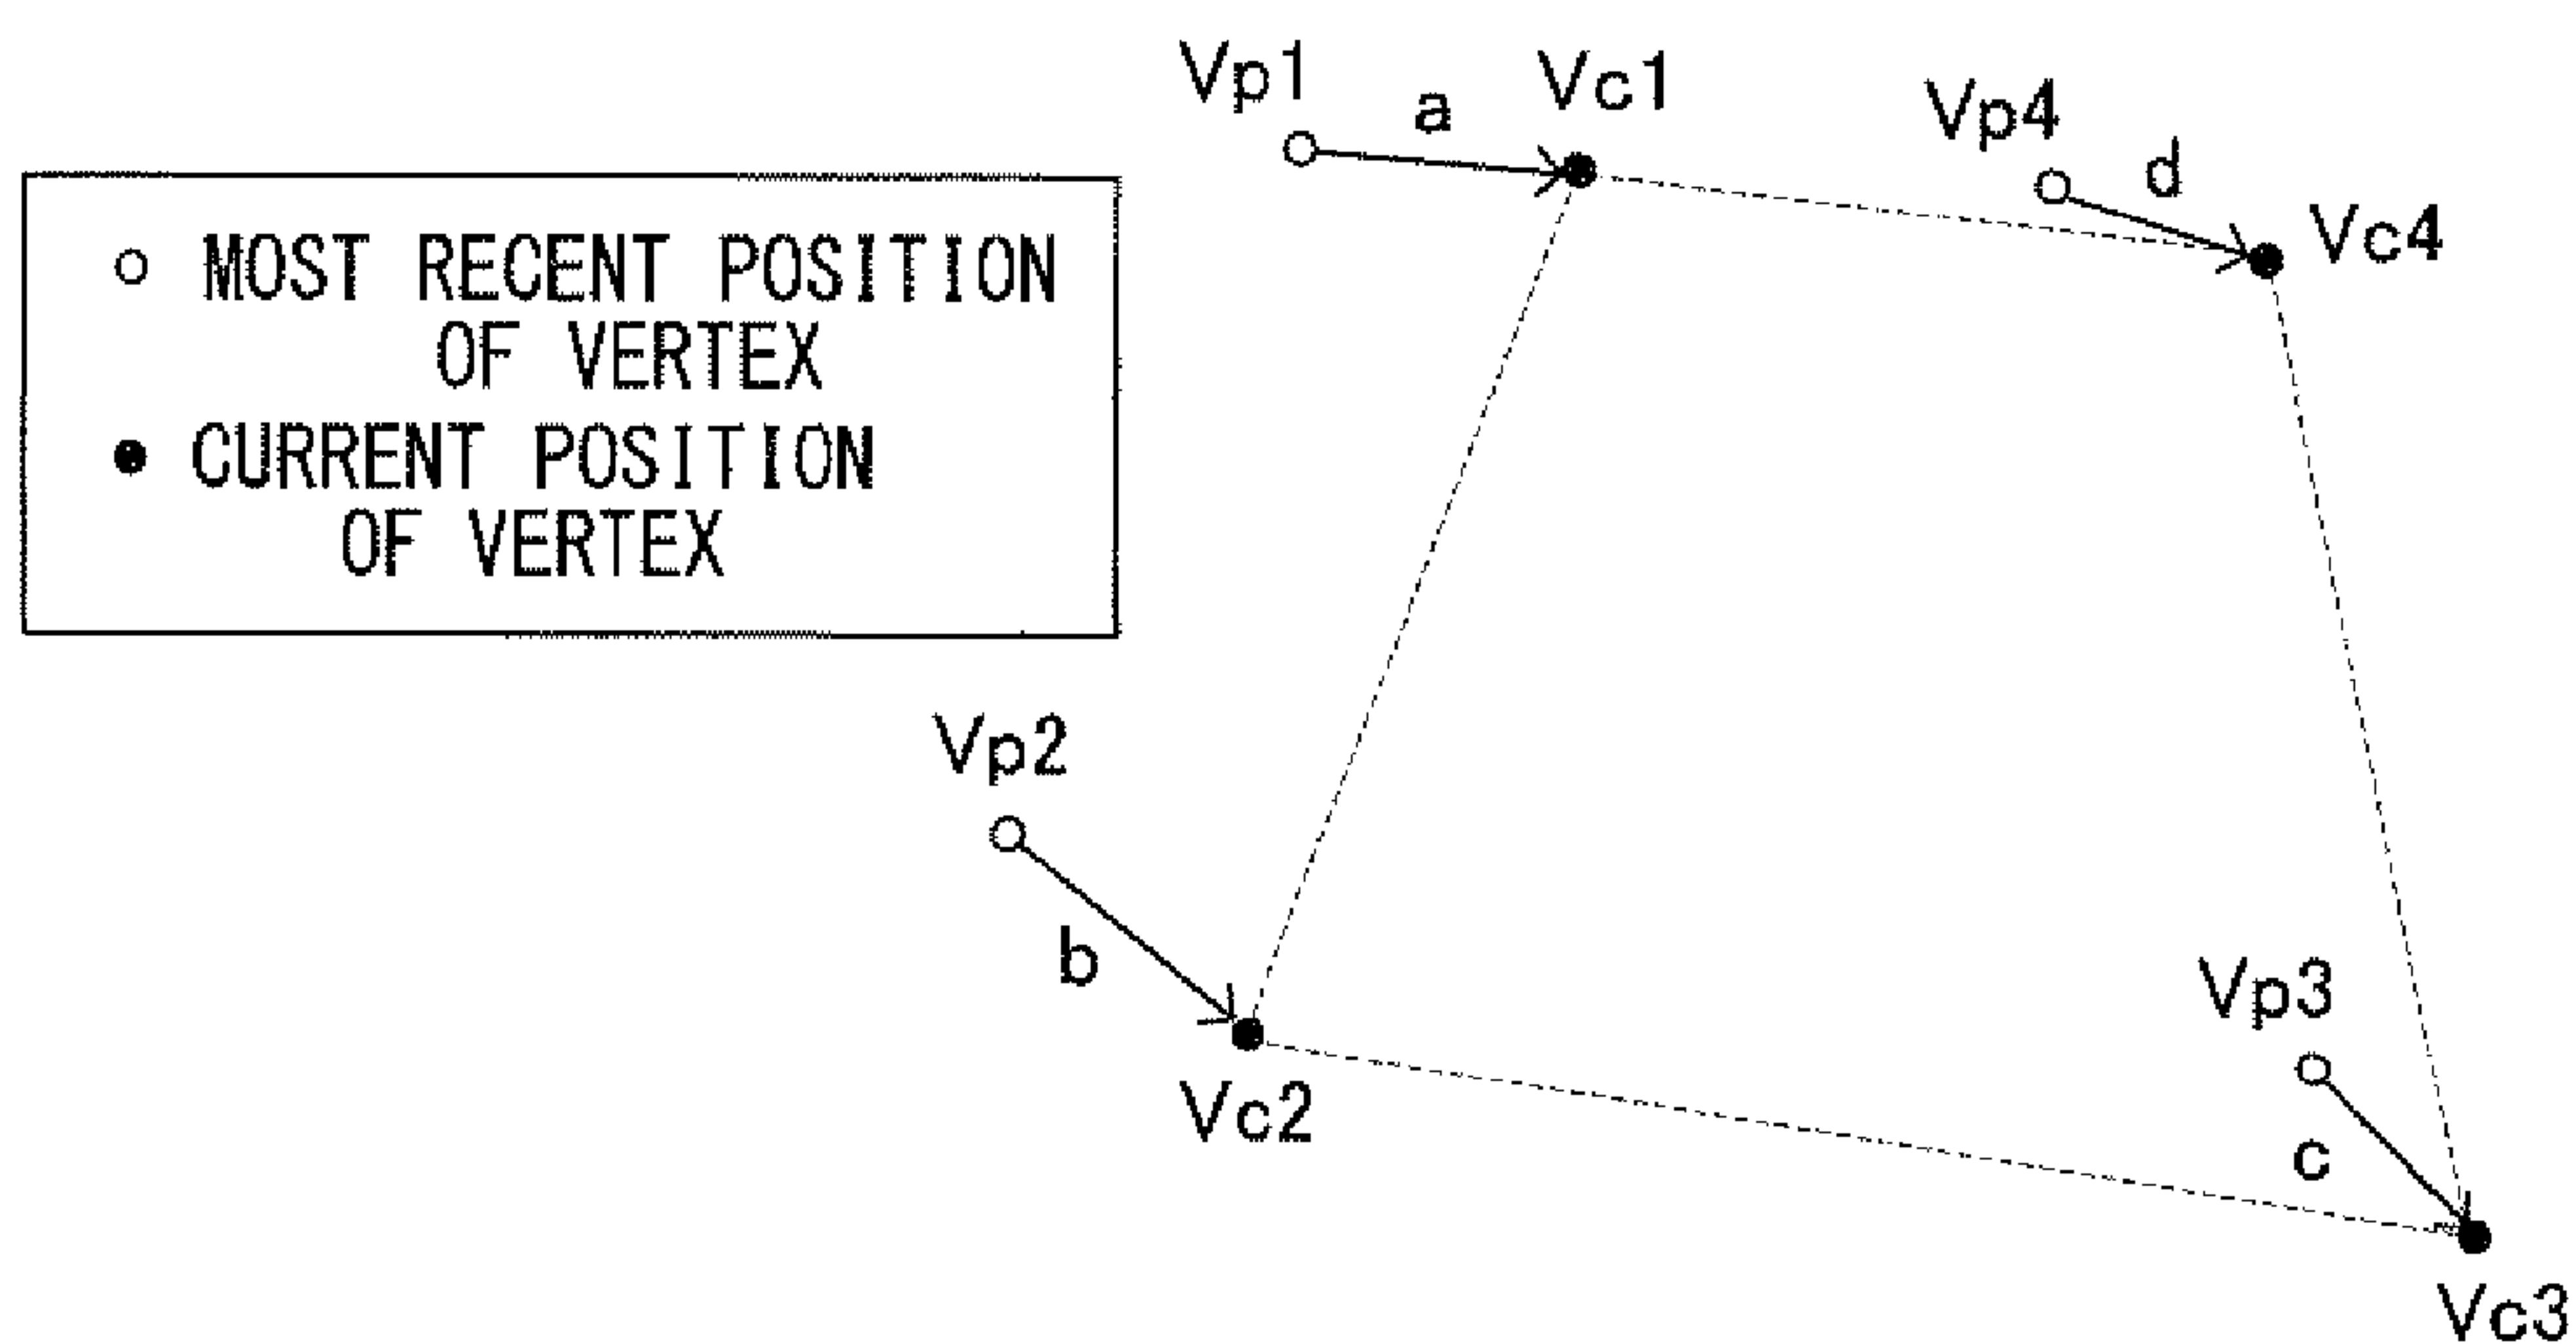 Vp1
a
Vc1
Vp4
d
Vc4
MOST RECENT POSITION
OF VERTEX
CURRENT POSITION
OF VERTEX
Vp2
b
Vc2
Vp3
c
Vc3